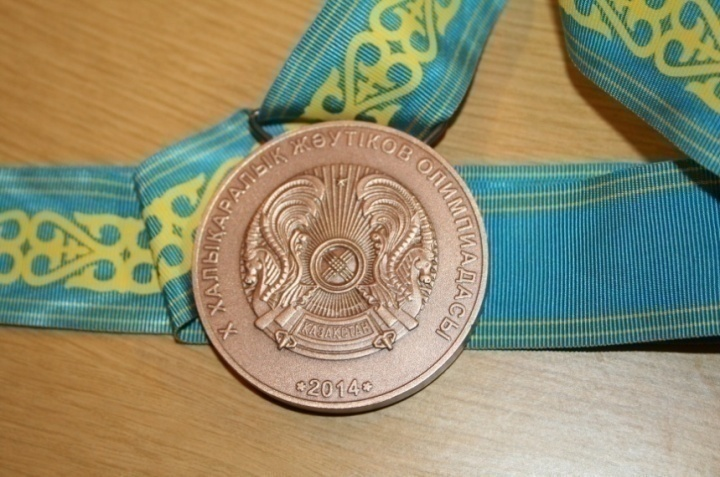 X ХАЛЫҚАРАЛЫҚ ЖӘУТІКОВ ОЛИМПИАДАСЫ
ҚАЗАҚСТАН
*2014*